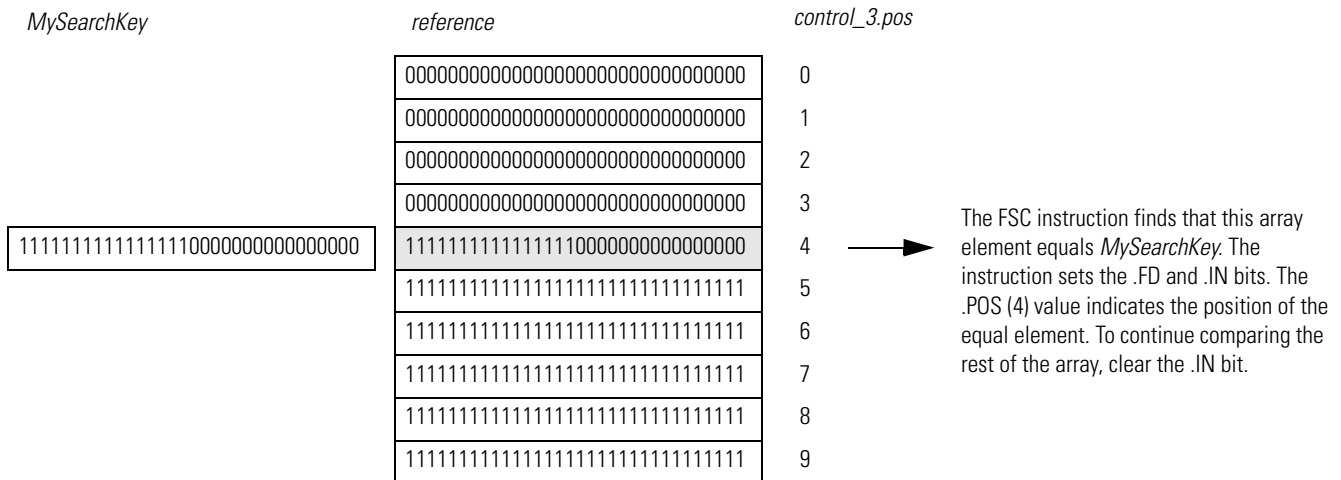 MySearchKey reference control_3.pos
00000000000000000000000000000000 0
00000000000000000000000000000000 1
00000000000000000000000000000000 2
00000000000000000000000000000000 3
11111111111111110000000000000000 11111111111111110000000000000000 4
11111111111111111111111111111111 5
11111111111111111111111111111111 6
11111111111111111111111111111111 7
11111111111111111111111111111111 8
11111111111111111111111111111111 9
The FSC instruction finds that this array
element equals MySearchKey. The
instruction sets the .FD and .IN bits. The
.POS (4) value indicates the position of the
equal element. To continue comparing the
rest of the array, clear the .IN bit.